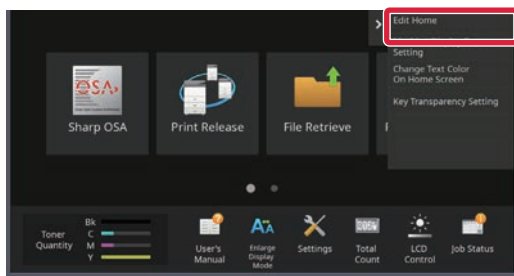 Edit Home
Setting
Change Text Color
On Home Screen
Key Transparency Setting
OSA
Sharp OSA
Print Release
File Retrieve
Toner
Quantity
Bk
C
M
Y
User's
Manual
Enlarge
Display
Mode
Settings
Total
Count
LCD
Control
Job Status